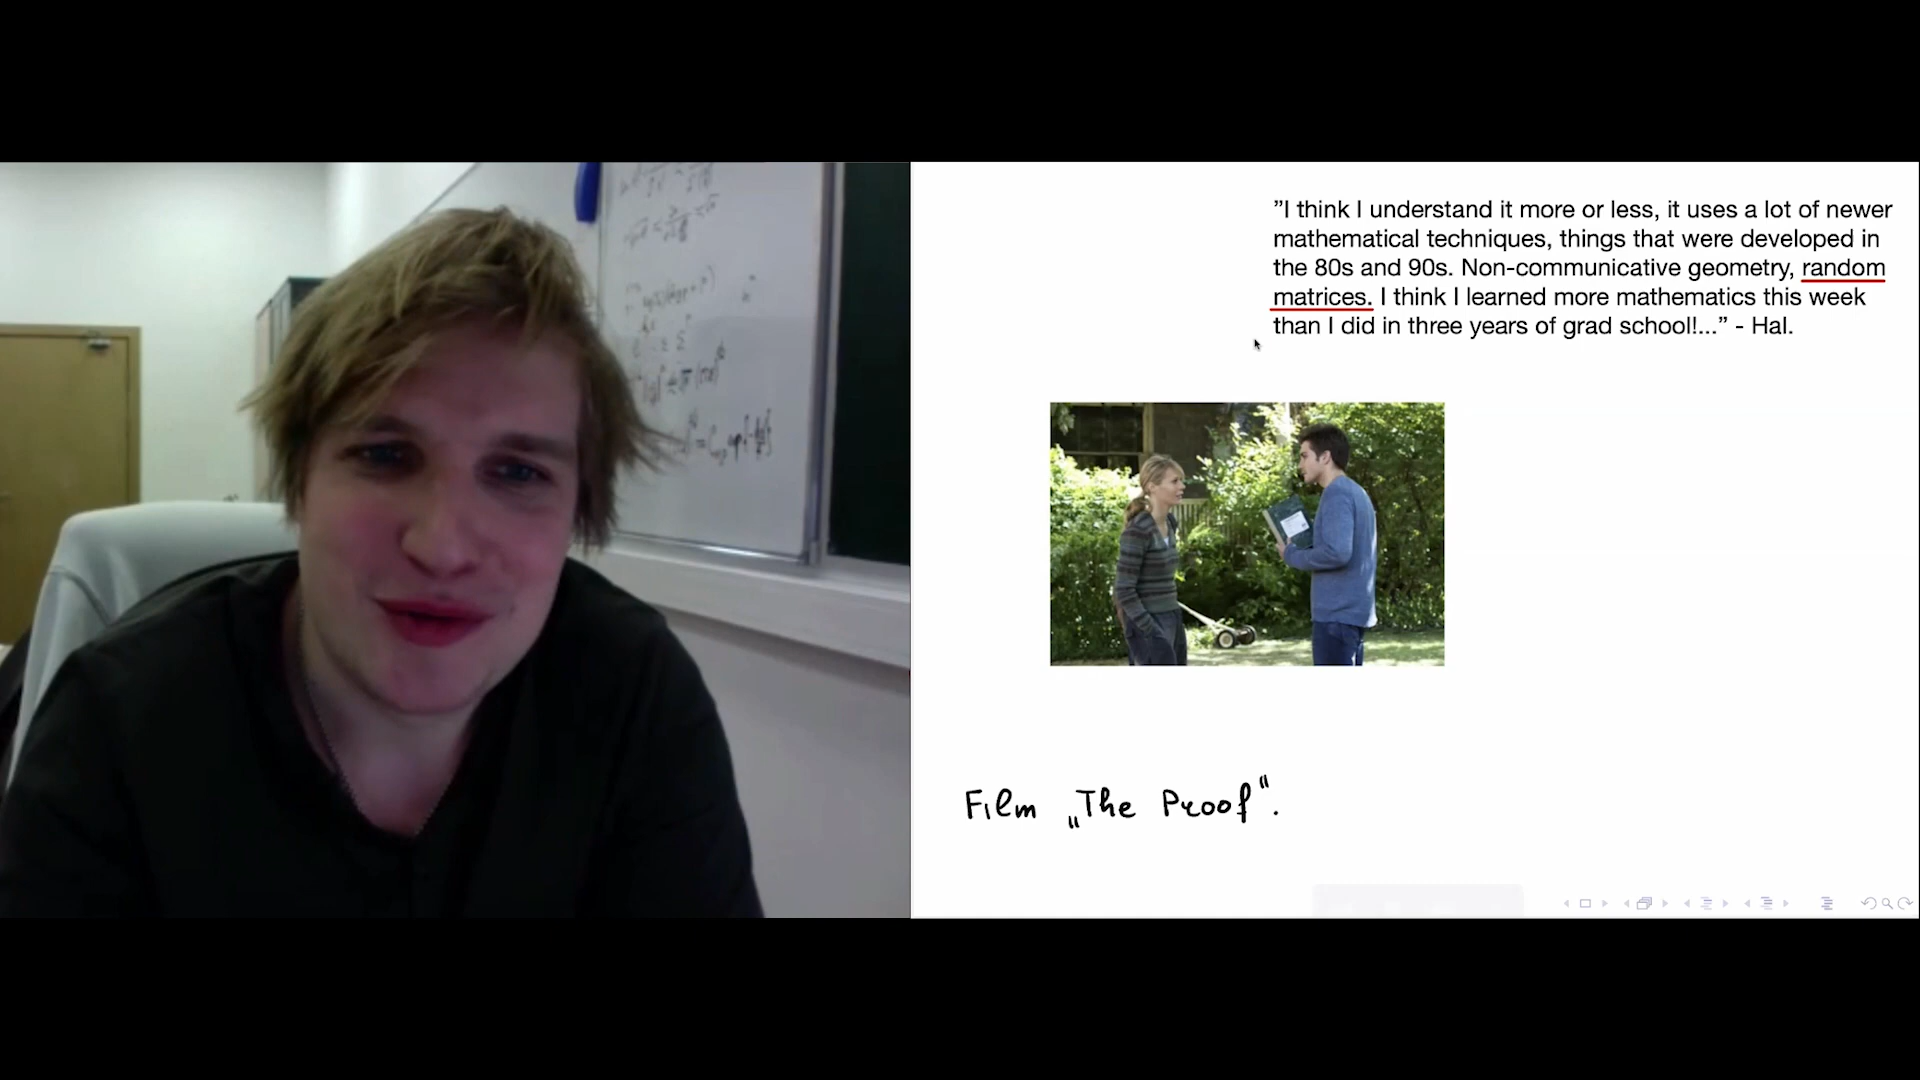 ”I think I understand it more or less, it uses a lot of newer
mathematical techniques, things that were developed in
the 80s and 90s. Non-communicative geometry, random
matrices. I think I learned more mathematics this week
than I did in three years of grad school!...” - Hal.
Film „The Proof“.